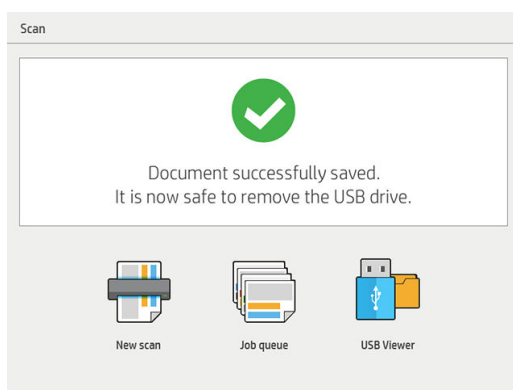 Scan
Document successfully saved.
It is now safe to remove the USB drive.
New scan
Job queue
USB Viewer